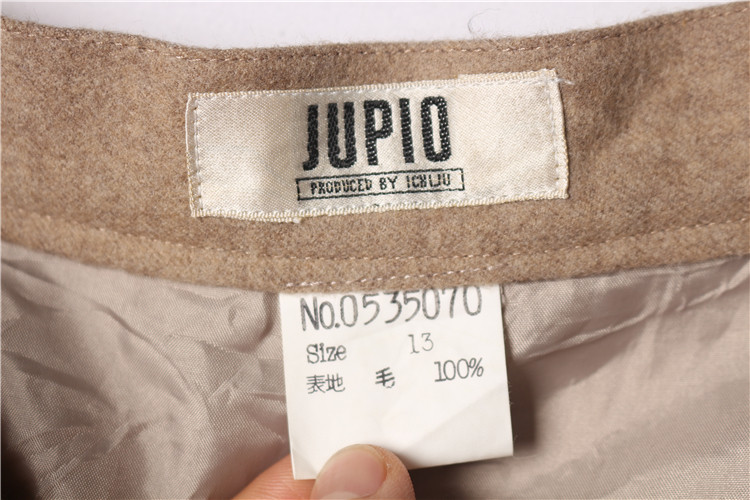 JUPIO
PRODUCED BY ICHIJU
No.0535070
Size 13
表地 毛 100%